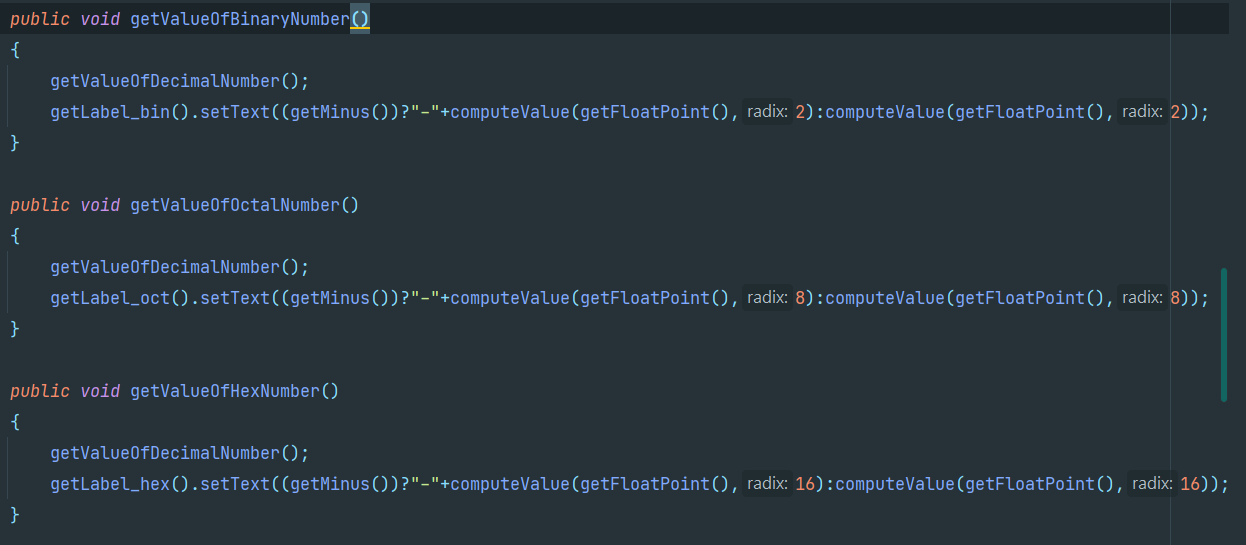 public void getValueOfBinaryNumber()
{
    getValueOfDecimalNumber();
    getLabel_bin().setText((getMinus())?"-"+computeValue(getFloatPoint(), radix: 2):computeValue(getFloatPoint(), radix: 2));
}
public void getValueOfOctalNumber()
{
    getValueOfDecimalNumber();
    getLabel_oct().setText((getMinus())?"-"+computeValue(getFloatPoint(), radix: 8):computeValue(getFloatPoint(), radix: 8));
}
public void getValueOfHexNumber()
{
    getValueOfDecimalNumber();
    getLabel_hex().setText((getMinus())?"-"+computeValue(getFloatPoint(), radix: 16):computeValue(getFloatPoint(), radix: 16));
}